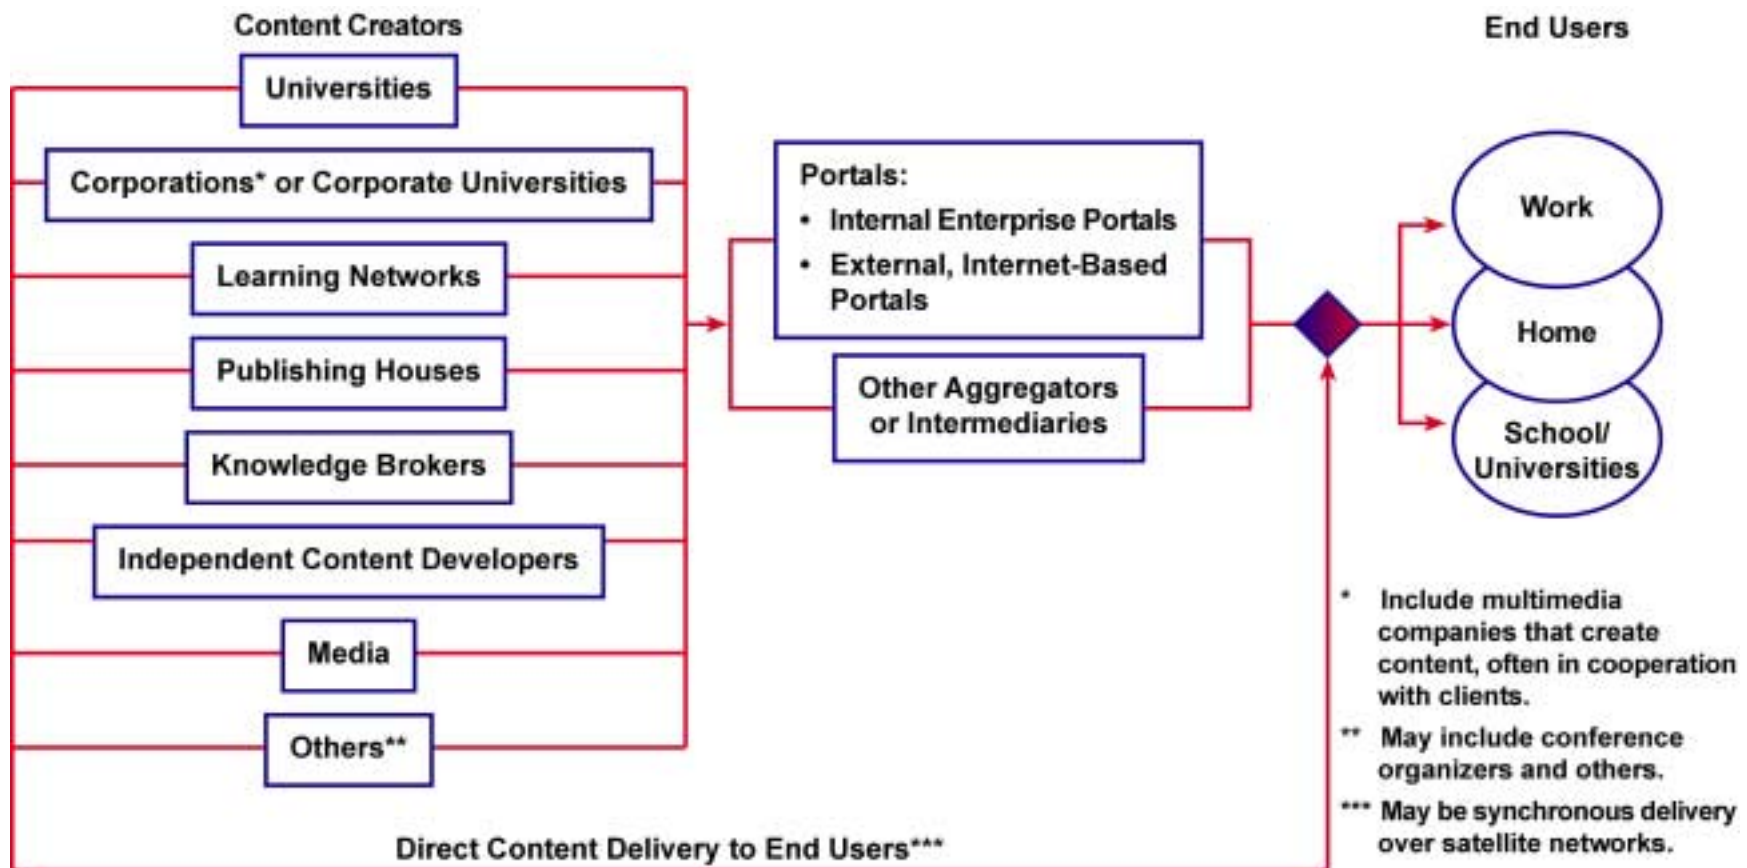 Content Creators
Universities
Corporations* or Corporate Universities
Learning Networks
Publishing Houses
Knowledge Brokers
Independent Content Developers
Media
Others**
Portals:
• Internal Enterprise Portals
• External, Internet-Based
Portals
Other Aggregators
or Intermediaries
End Users
Work
Home
School/
Universities
Direct Content Delivery to End Users***
* Include multimedia
companies that create
content, often in cooperation
with clients.
** May include conference
organizers and others.
*** May be synchronous delivery
over satellite networks.